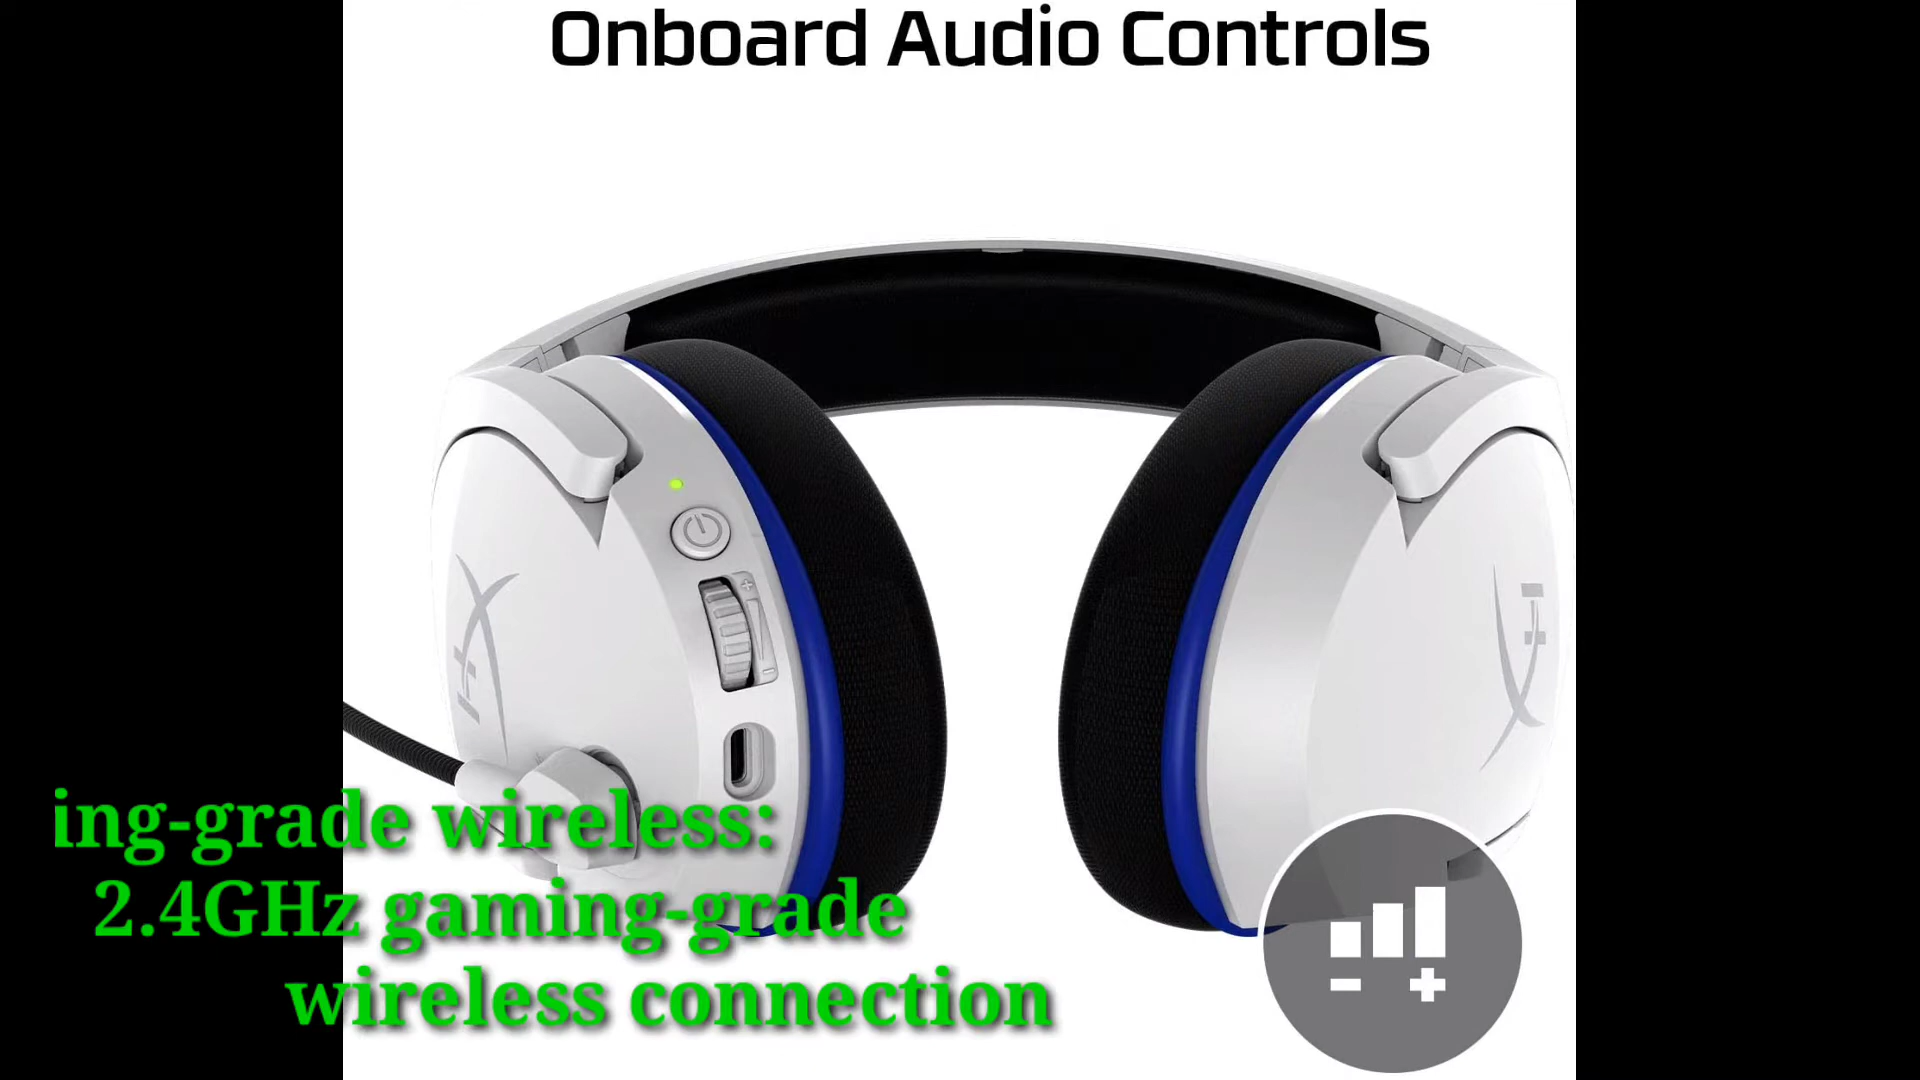 Onboard Audio Controls
ing-grade wireless:
2.4GHz gaming-grade
wireless connection